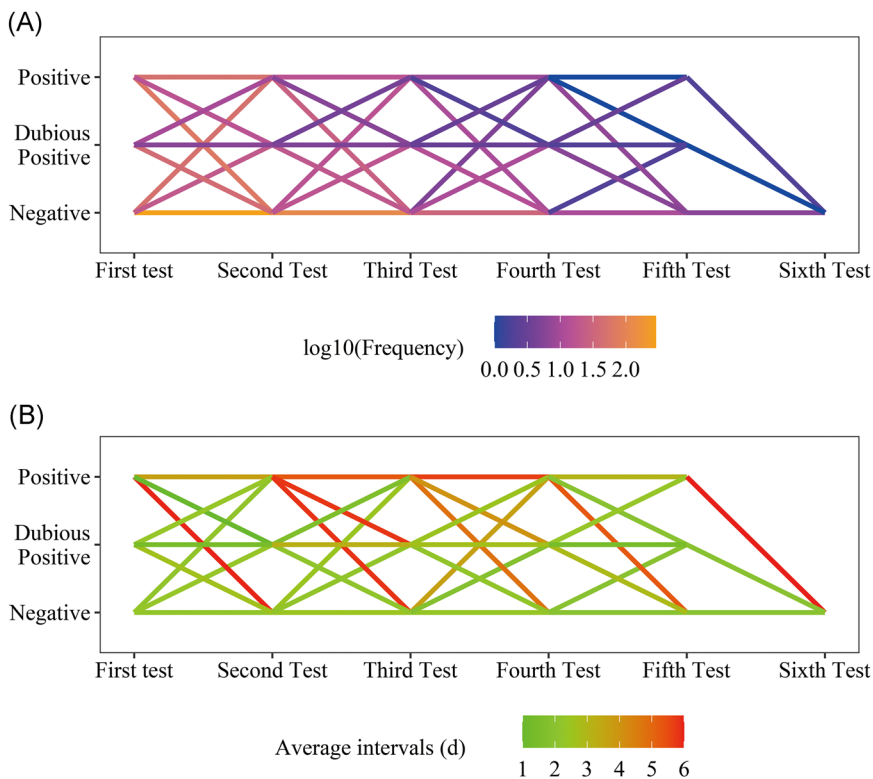 (A)
Positive
Dubious
Positive
Negative
First test Second Test Third Test Fourth Test Fifth Test Sixth Test
log10(Frequency)
0.0 0.5 1.0 1.5 2.0
(B)
Positive
Dubious
Positive
Negative
First test Second Test Third Test Fourth Test Fifth Test Sixth Test
Average intervals (d)
1 2 3 4 5 6